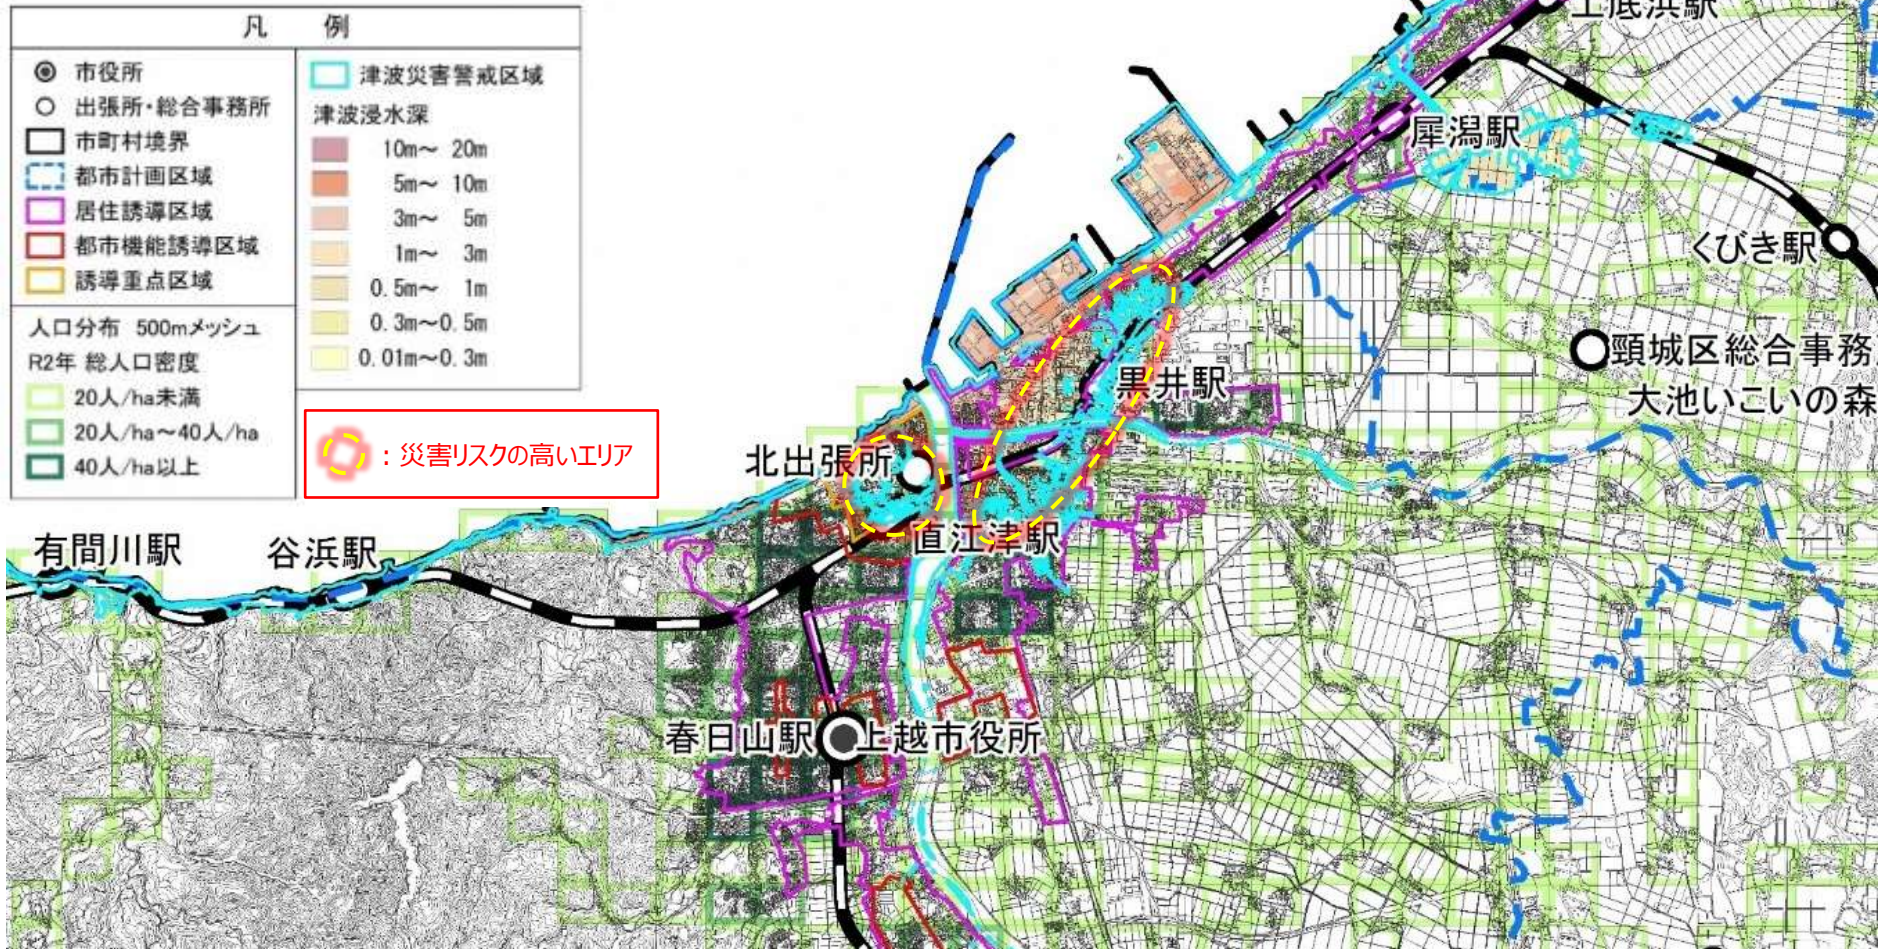 凡 例
市役所
出張所・総合事務所
市町村境界
都市計画区域
居住誘導区域
都市機能誘導区域
誘導重点区域
人口分布 500mメッシュ
R2年 総人口密度
20人/ha未満
20人/ha～40人/ha
40人/ha以上
津波災害警戒区域
津波浸水深
10m～ 20m
5m～ 10m
3m～ 5m
1m～ 3m
0.5m～ 1m
0.3m～0.5m
0.01m～0.3m
：災害リスクの高いエリア
土底浜駅
犀潟駅
くびき駅
頸城区総合事務
大池いこいの森
黒井駅
北出張所
直江津駅
有間川駅
谷浜駅
春日山駅
上越市役所